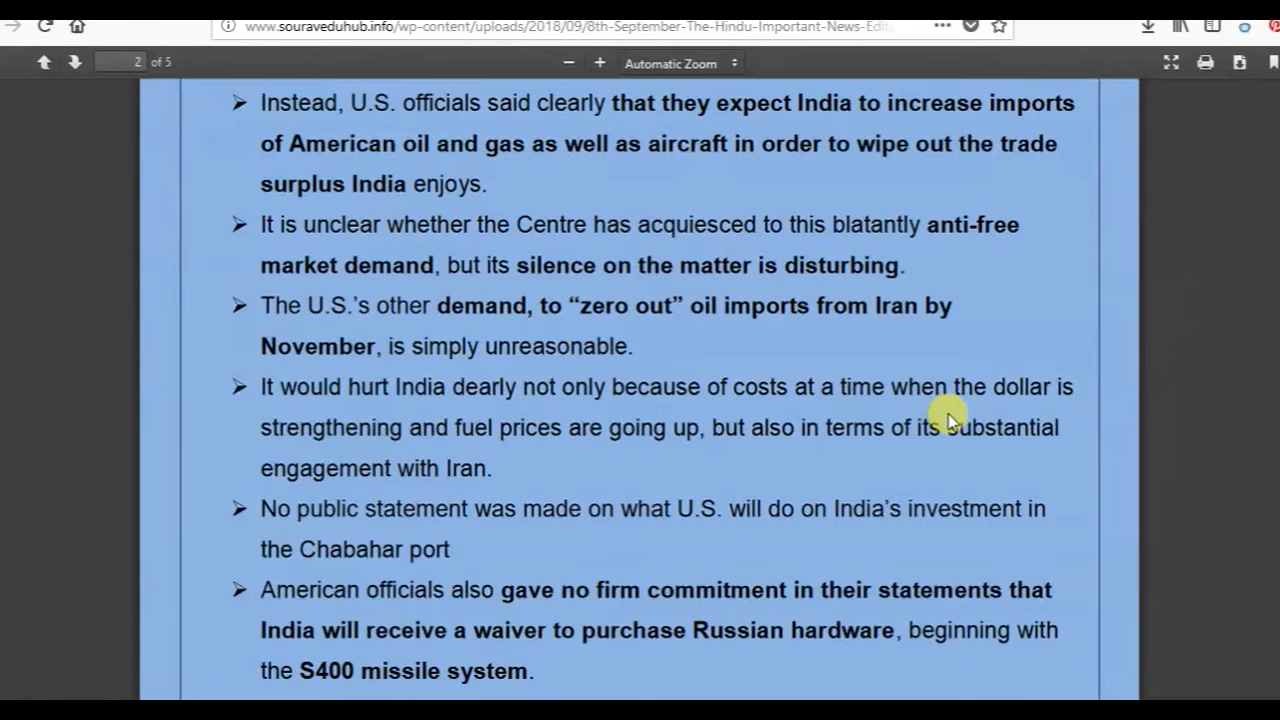 www.souraveduhub.info/wp-content/uploads/2018/09/8th-September-The-Hindu-Important-News-Edit
2 of 5
Automatic Zoom
➢ Instead, U.S. officials said clearly that they expect India to increase imports
of American oil and gas as well as aircraft in order to wipe out the trade
surplus India enjoys.
➢ It is unclear whether the Centre has acquiesced to this blatantly anti-free
market demand, but its silence on the matter is disturbing.
➢ The U.S.’s other demand, to “zero out” oil imports from Iran by
November, is simply unreasonable.
➢ It would hurt India dearly not only because of costs at a time when the dollar is
strengthening and fuel prices are going up, but also in terms of its substantial
engagement with Iran.
➢ No public statement was made on what U.S. will do on India’s investment in
the Chabahar port
➢ American officials also gave no firm commitment in their statements that
India will receive a waiver to purchase Russian hardware, beginning with
the S400 missile system.